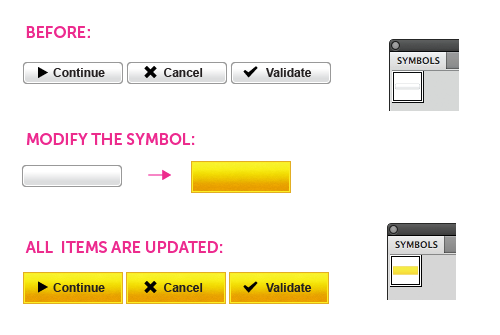 BEFORE:
SYMBOLS
Continue Cancel Validate
MODIFY THE SYMBOL:
ALL ITEMS ARE UPDATED:
SYMBOLS
Continue Cancel Validate